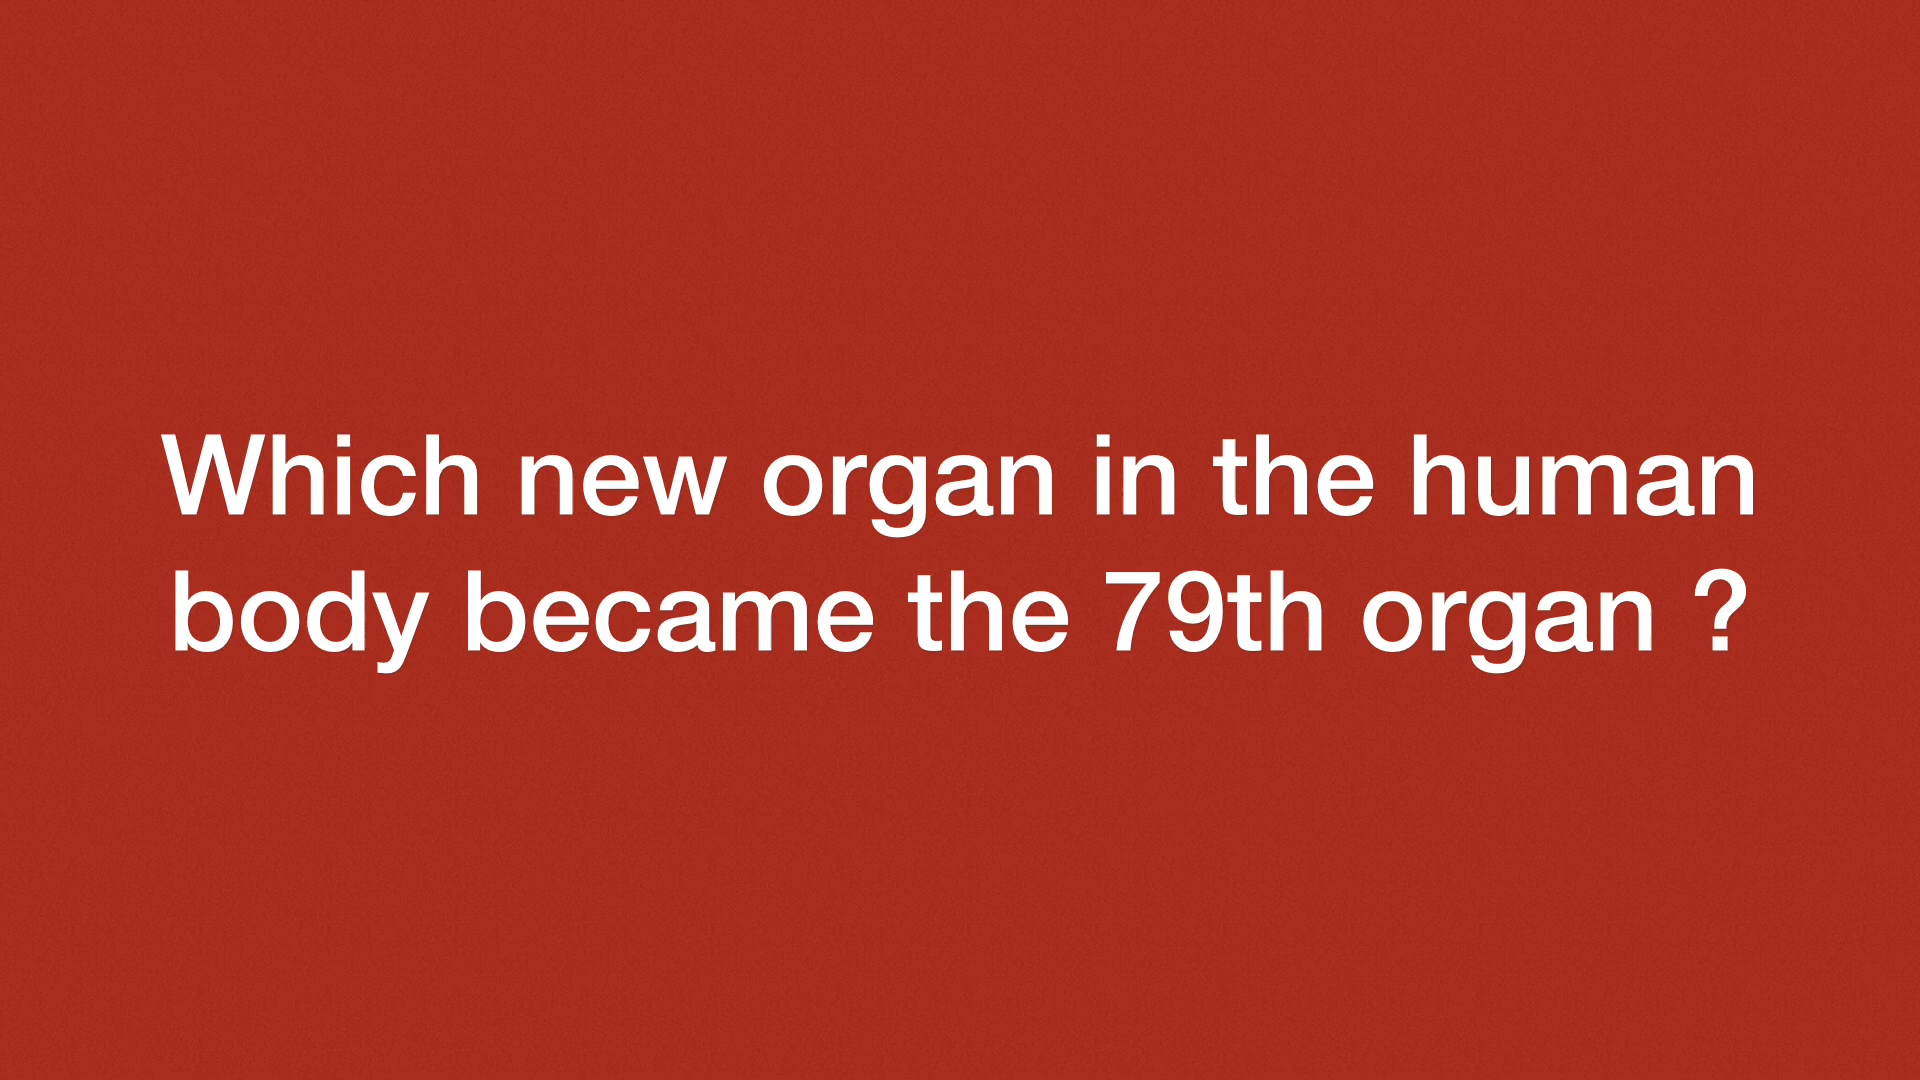 Which new organ in the human
body became the 79th organ ?